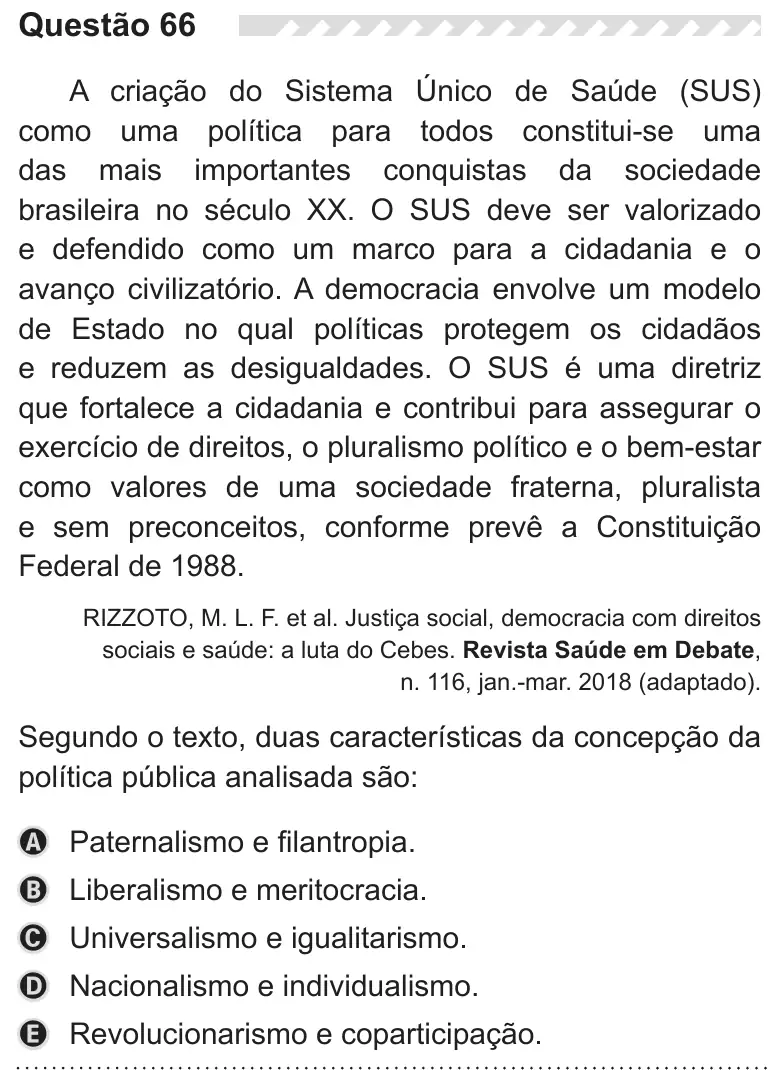 Questão 66
A criação do Sistema Único de Saúde (SUS)
como uma política para todos constitui-se uma
das mais importantes conquistas da sociedade
brasileira no século XX. O SUS deve ser valorizado
e defendido como um marco para a cidadania e o
avanço civilizatório. A democracia envolve um modelo
de Estado no qual políticas protegem os cidadãos
e reduzem as desigualdades. O SUS é uma diretriz
que fortalece a cidadania e contribui para assegurar o
exercício de direitos, o pluralismo político e o bem-estar
como valores de uma sociedade fraterna, pluralista
e sem preconceitos, conforme prevê a Constituição
Federal de 1988.
RIZZOTO, M. L. F. et al. Justiça social, democracia com direitos
sociais e saúde: a luta do Cebes. Revista Saúde em Debate,
n. 116, jan.-mar. 2018 (adaptado).
Segundo o texto, duas características da concepção da
política pública analisada são:
A Paternalismo e filantropia.
B Liberalismo e meritocracia.
C Universalismo e igualitarismo.
D Nacionalismo e individualismo.
E Revolucionarismo e coparticipação.